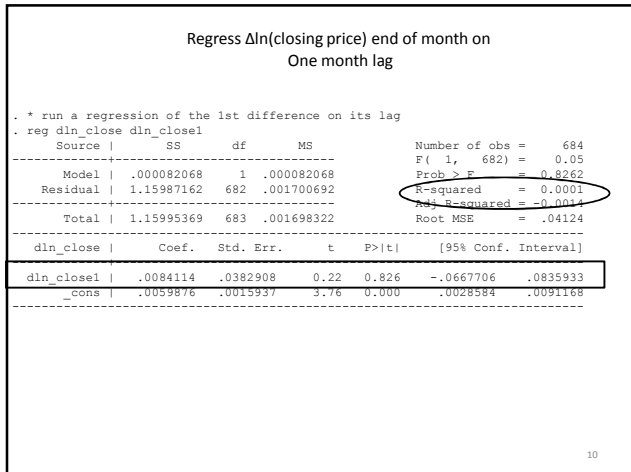 Regress Δln(closing price) end of month on
One month lag
. * run a regression of the 1st difference on its lag
. reg dln_close dln_close1
Source | SS df MS Number of obs = 684
-------------+------------------------------ F( 1, 682) = 0.05
Model | .000082068 1 .000082068 Prob > F = 0.8262
Residual | 1.15987162 682 .001700692 R-squared = 0.0001
-------------+------------------------------ Adj R-squared = -0.0014
Total | 1.15995369 683 .001698322 Root MSE = .04124
------------------------------------------------------------------------------
dln_close | Coef. Std. Err. t P>|t| [95% Conf. Interval]
-------------+----------------------------------------------------------------
dln_close1 | .0084114 .0382908 0.22 0.826 -.0667706 .0835933
_cons | .0059876 .0015937 3.76 0.000 .0028584 .0091168
------------------------------------------------------------------------------
10